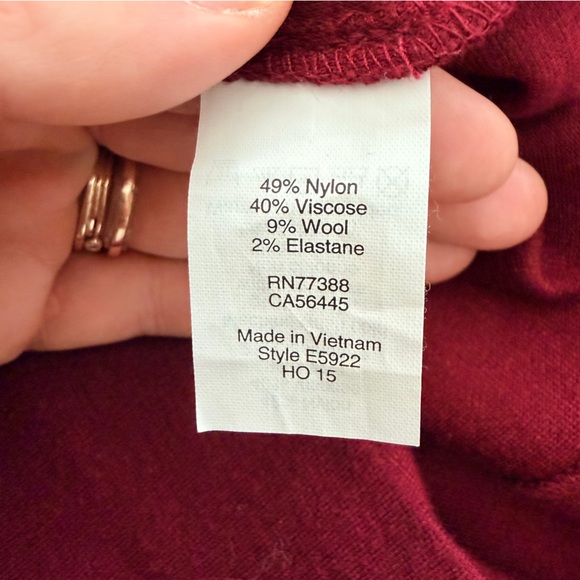 49% Nylon
40% Viscose
9% Wool
2% Elastane
RN77388
CA56445
Made in Vietnam
Style E5922
HO 15